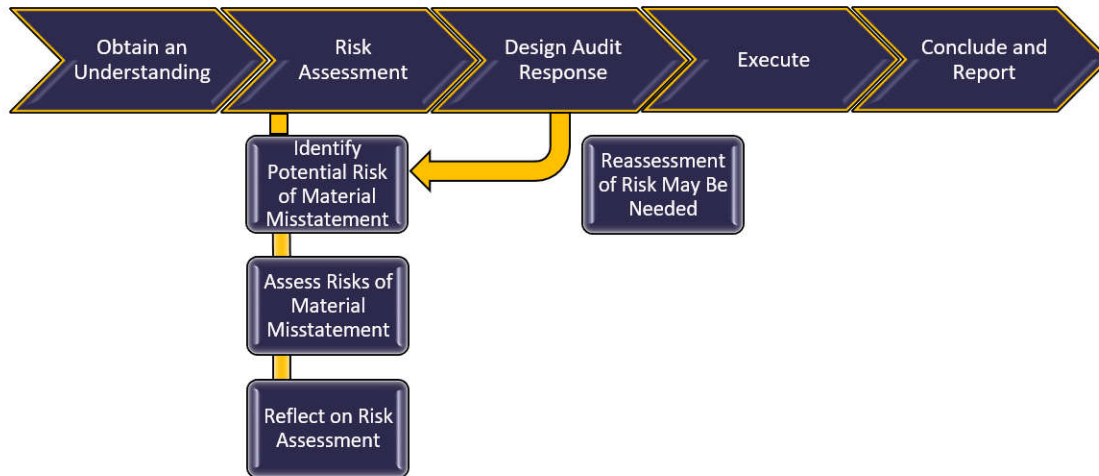 Obtain an
Understanding
Risk
Assessment
Design Audit
Response
Execute
Conclude and
Report
Identify
Potential Risk
of Material
Misstatement
Reassessment
of Risk May Be
Needed
Assess Risks of
Material
Misstatement
Reflect on Risk
Assessment